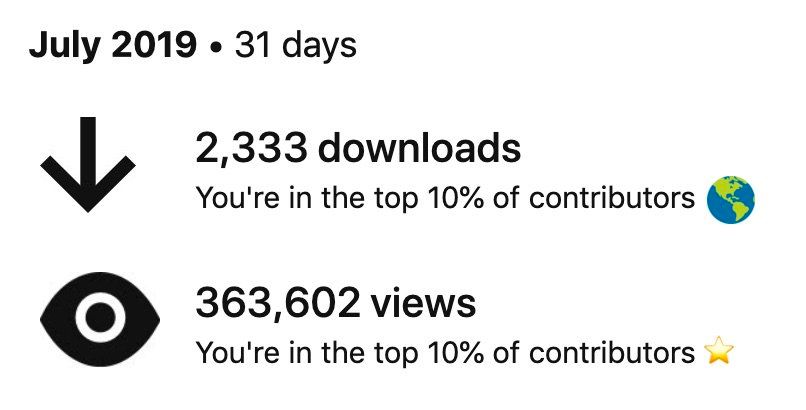 July 2019 • 31 days
2,333 downloads
You're in the top 10% of contributors 🌎
363,602 views
You're in the top 10% of contributors ⭐